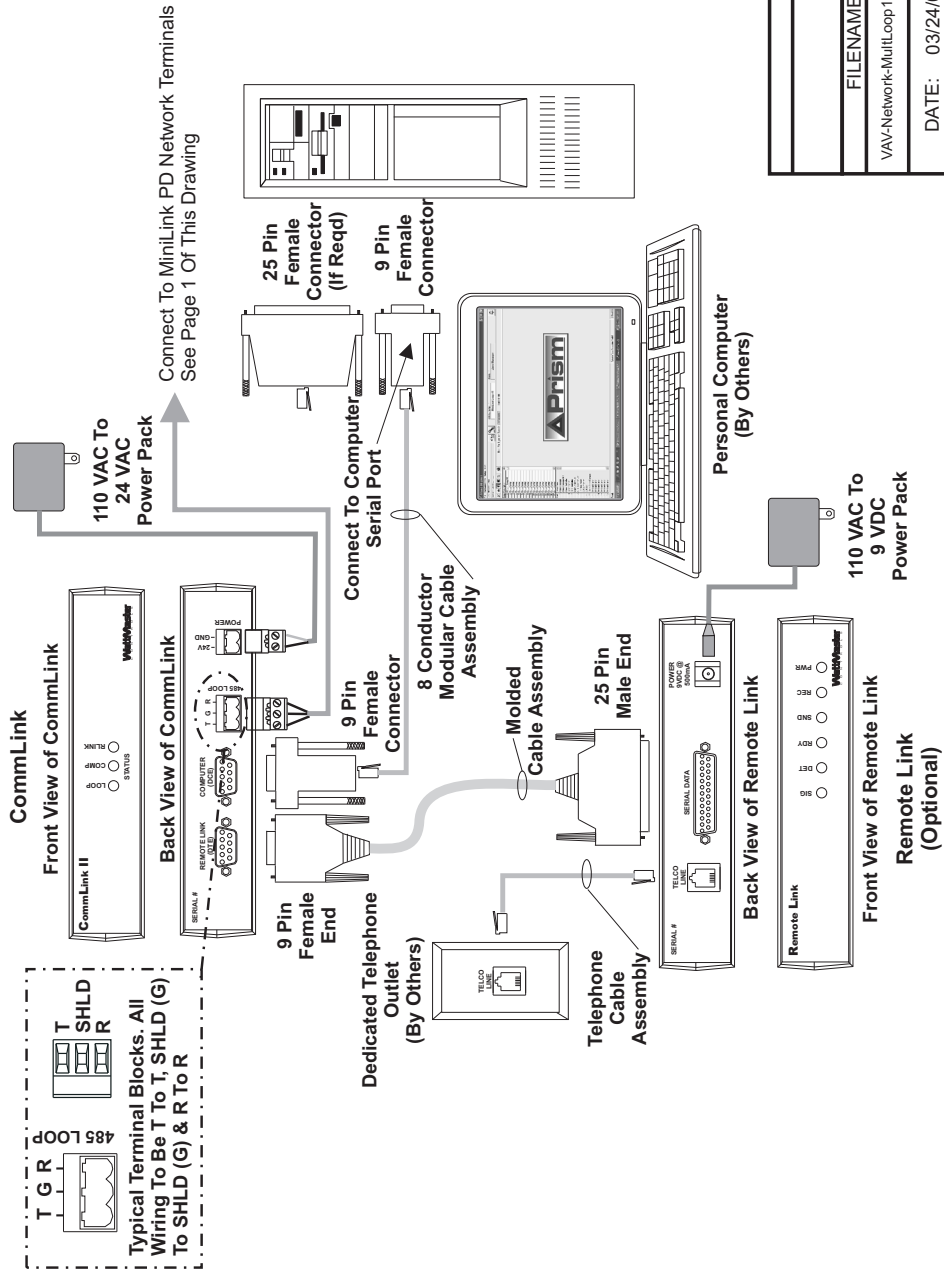 CommLink
Front View of CommLink
CommLink II
LOOP
COMP
RLINK
STATUS
WattMaster
Back View of CommLink
SERIAL #
REMOTE LINK
(DTE)
COMPUTER
(DCE)
485 LOOP
T G R
24V
GND
POWER
110 VAC To
24 VAC
Power Pack
Connect To MiniLink PD Network Terminals
See Page 1 Of This Drawing
485 LOOP
T G R
T
SHLD
R
Typical Terminal Blocks. All
Wiring To Be T To T, SHLD (G)
To SHLD (G) & R To R
9 Pin
Female
End
9 Pin
Female
Connector
Connect To Computer
Serial Port
25 Pin
Female
Connector
(If Reqd)
9 Pin
Female
Connector
8 Conductor
Modular Cable
Assembly
Dedicated Telephone
Outlet
(By Others)
TELCO
LINE
Molded
Cable Assembly
25 Pin
Male End
Telephone
Cable
Assembly
Prism
Personal Computer
(By Others)
SERIAL #
TELCO
LINE
SERIAL DATA
POWER
9VDC @
500mA
Back View of Remote Link
110 VAC To
9 VDC
Power Pack
Remote Link
SIG
DET
RDY
SND
REC
PWR
WattMaster
Front View of Remote Link
Remote Link
(Optional)
FILENAME
VAV-Network-MultLoop1
DATE: 03/24/